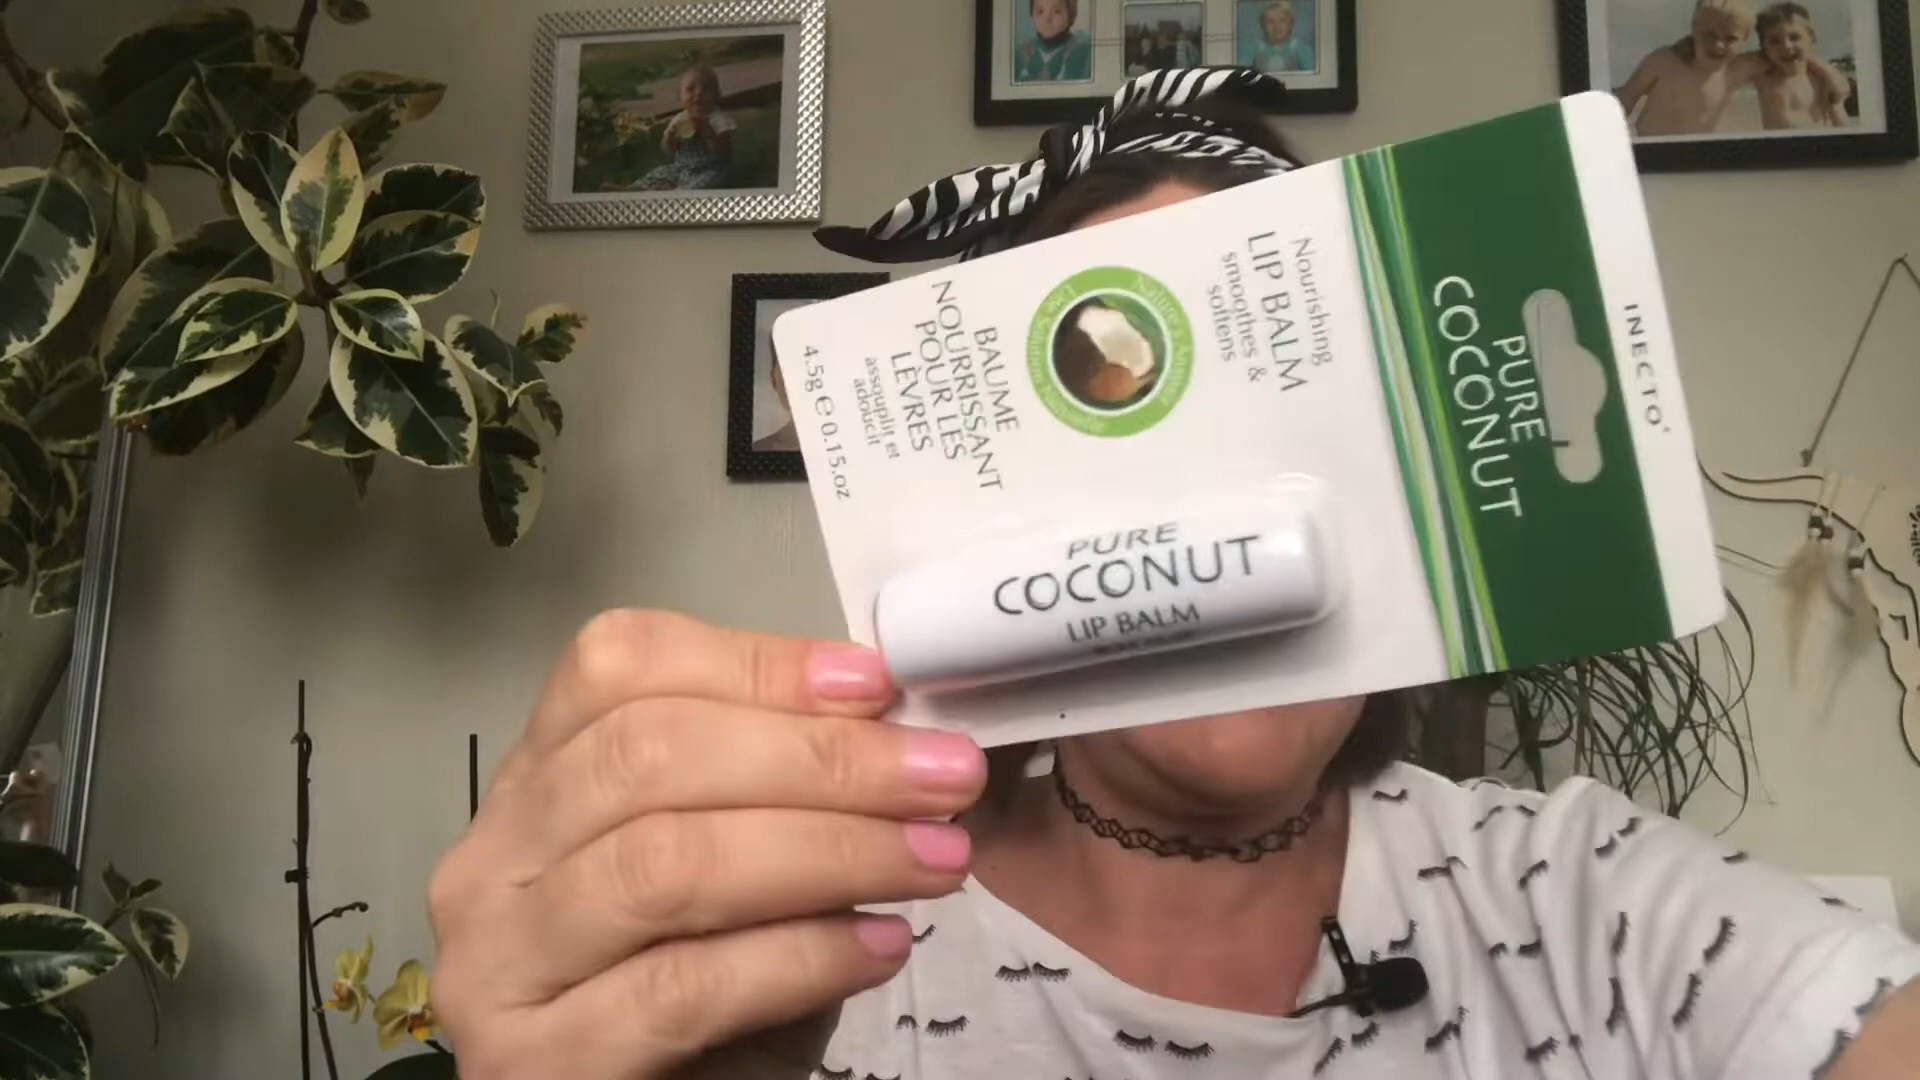 INECTO
PURE
COCONUT
Nourishing
LIP BALM
smoothes &
softens
BAUME
NOURRISSANT
POUR LES
LÈVRES
assouplit et
adoucit
4.5g e 0.15.oz
PURE
COCONUT
LIP BALM